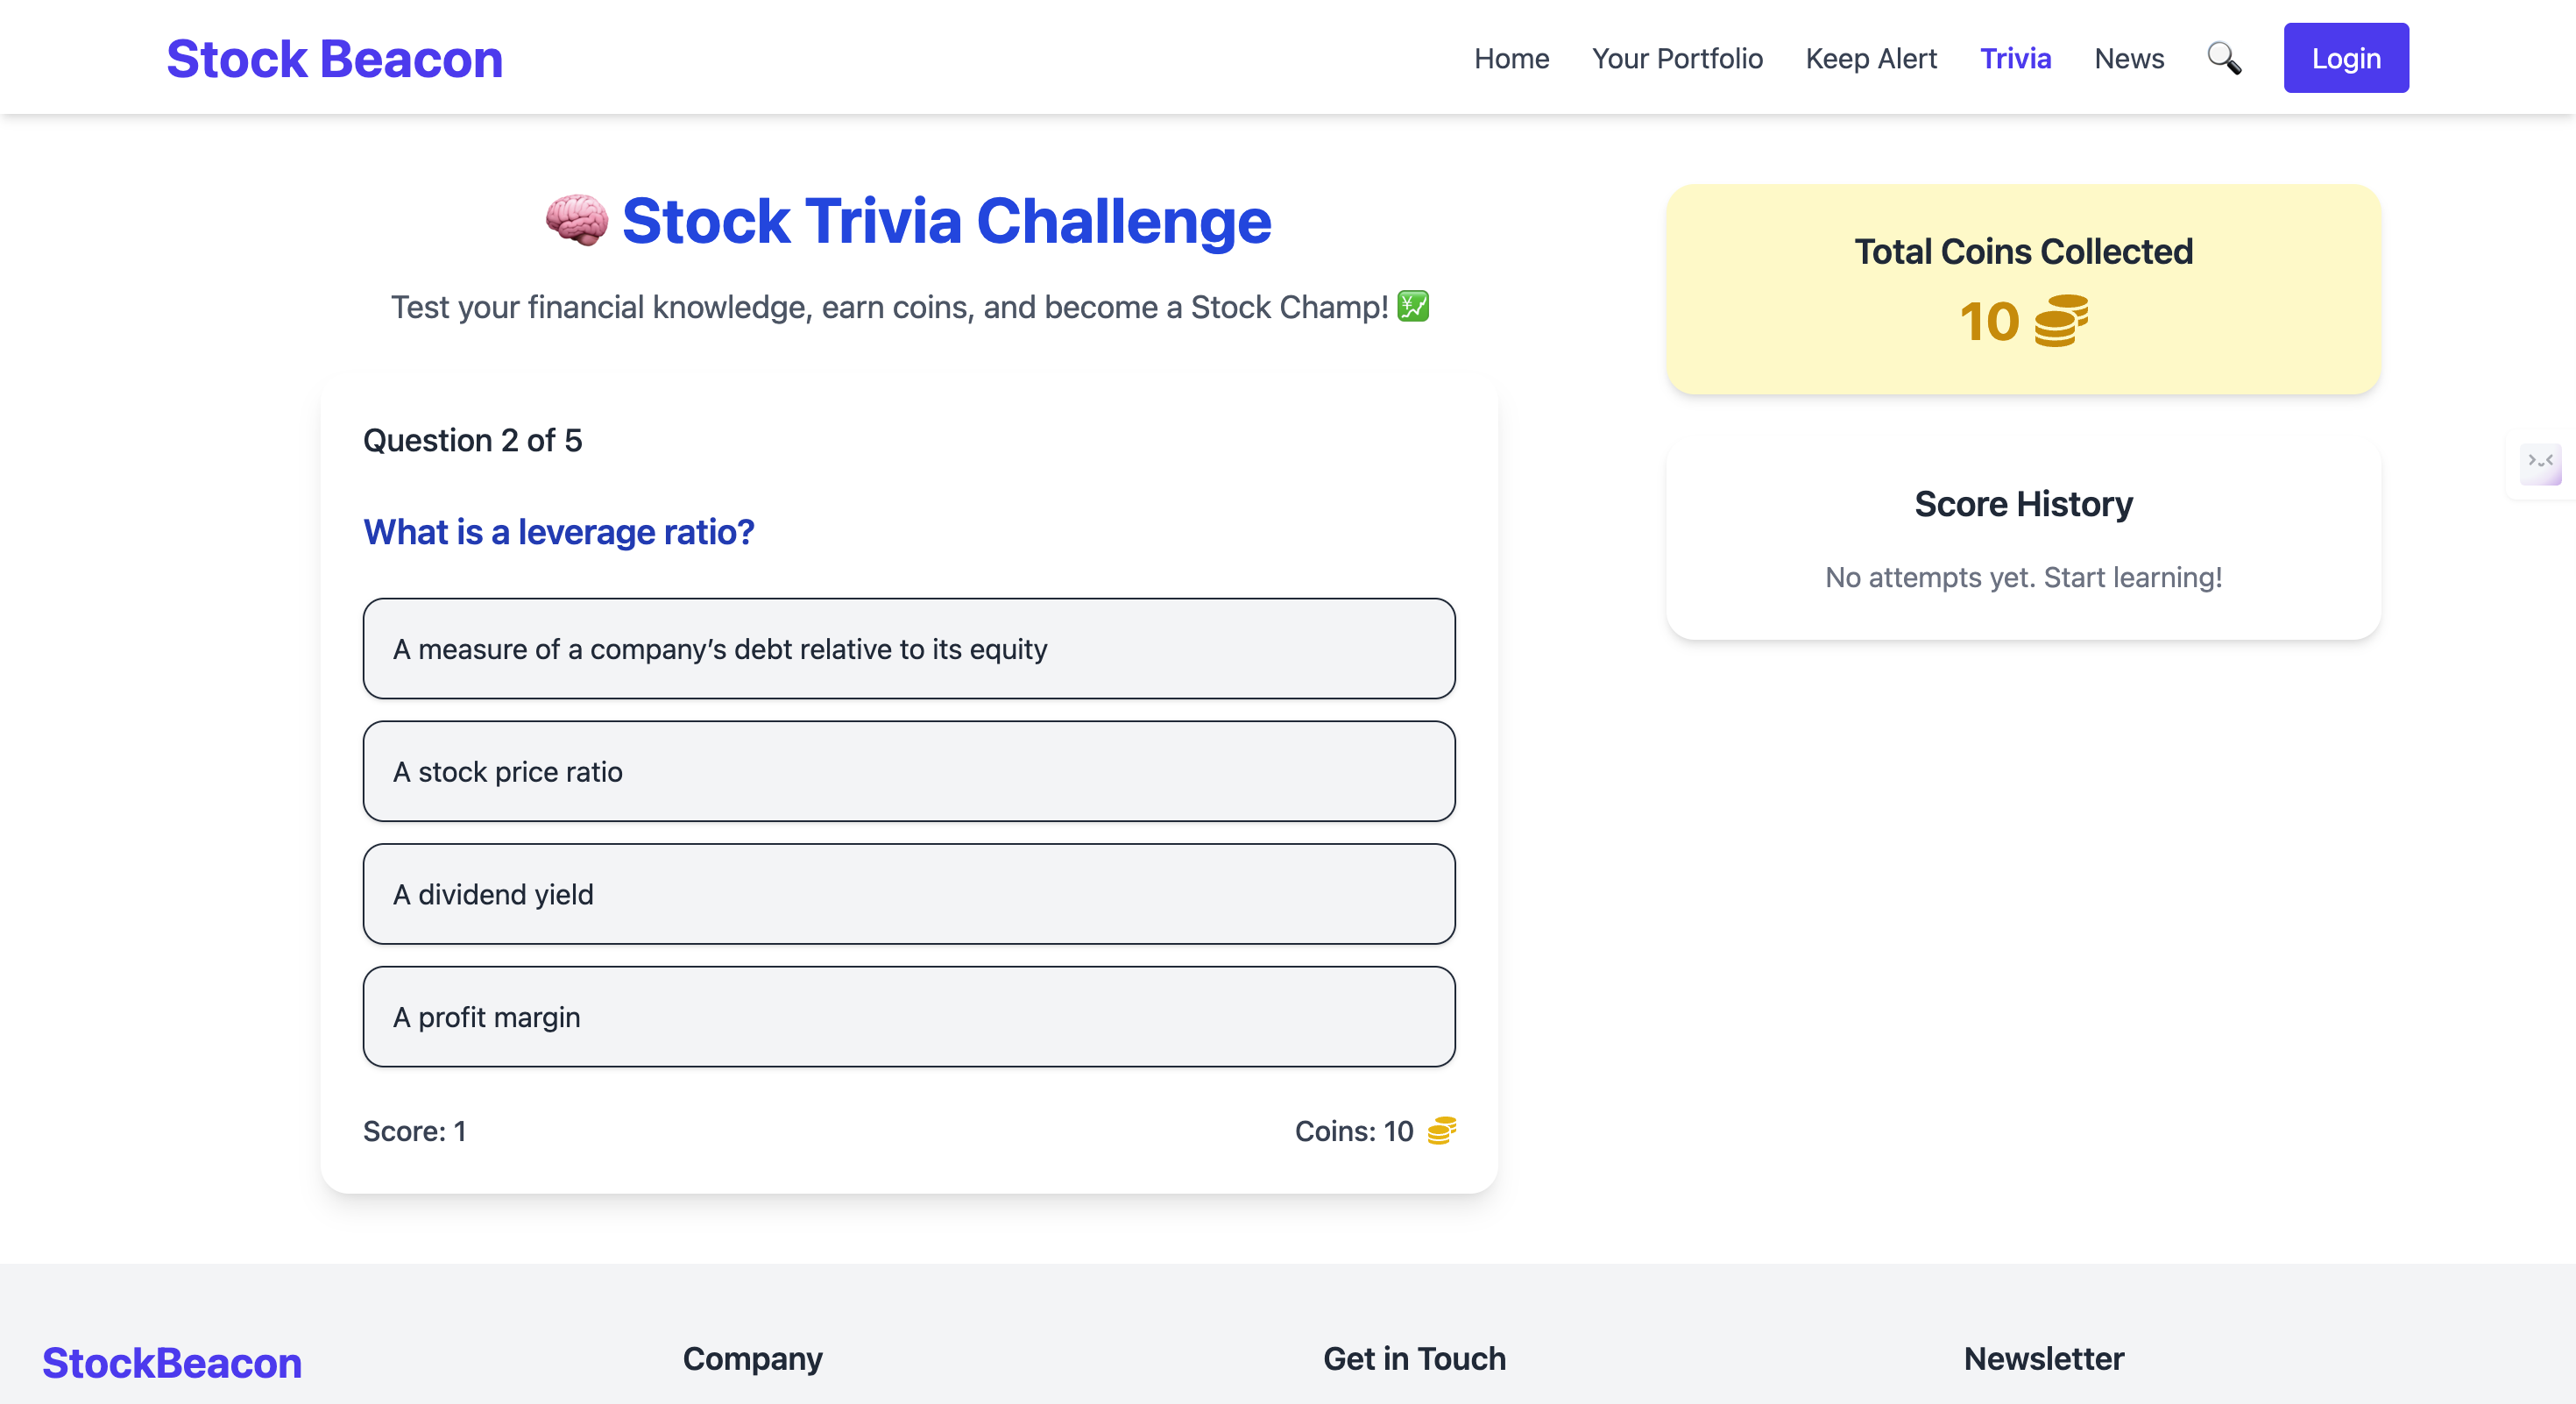 Stock Beacon
Home Your Portfolio Keep Alert Trivia News Login
Stock Trivia Challenge
Test your financial knowledge, earn coins, and become a Stock Champ!
Question 2 of 5
What is a leverage ratio?
A measure of a company’s debt relative to its equity
A stock price ratio
A dividend yield
A profit margin
Score: 1 Coins: 10
Total Coins Collected
10
Score History
No attempts yet. Start learning!
StockBeacon
Company
Get in Touch
Newsletter